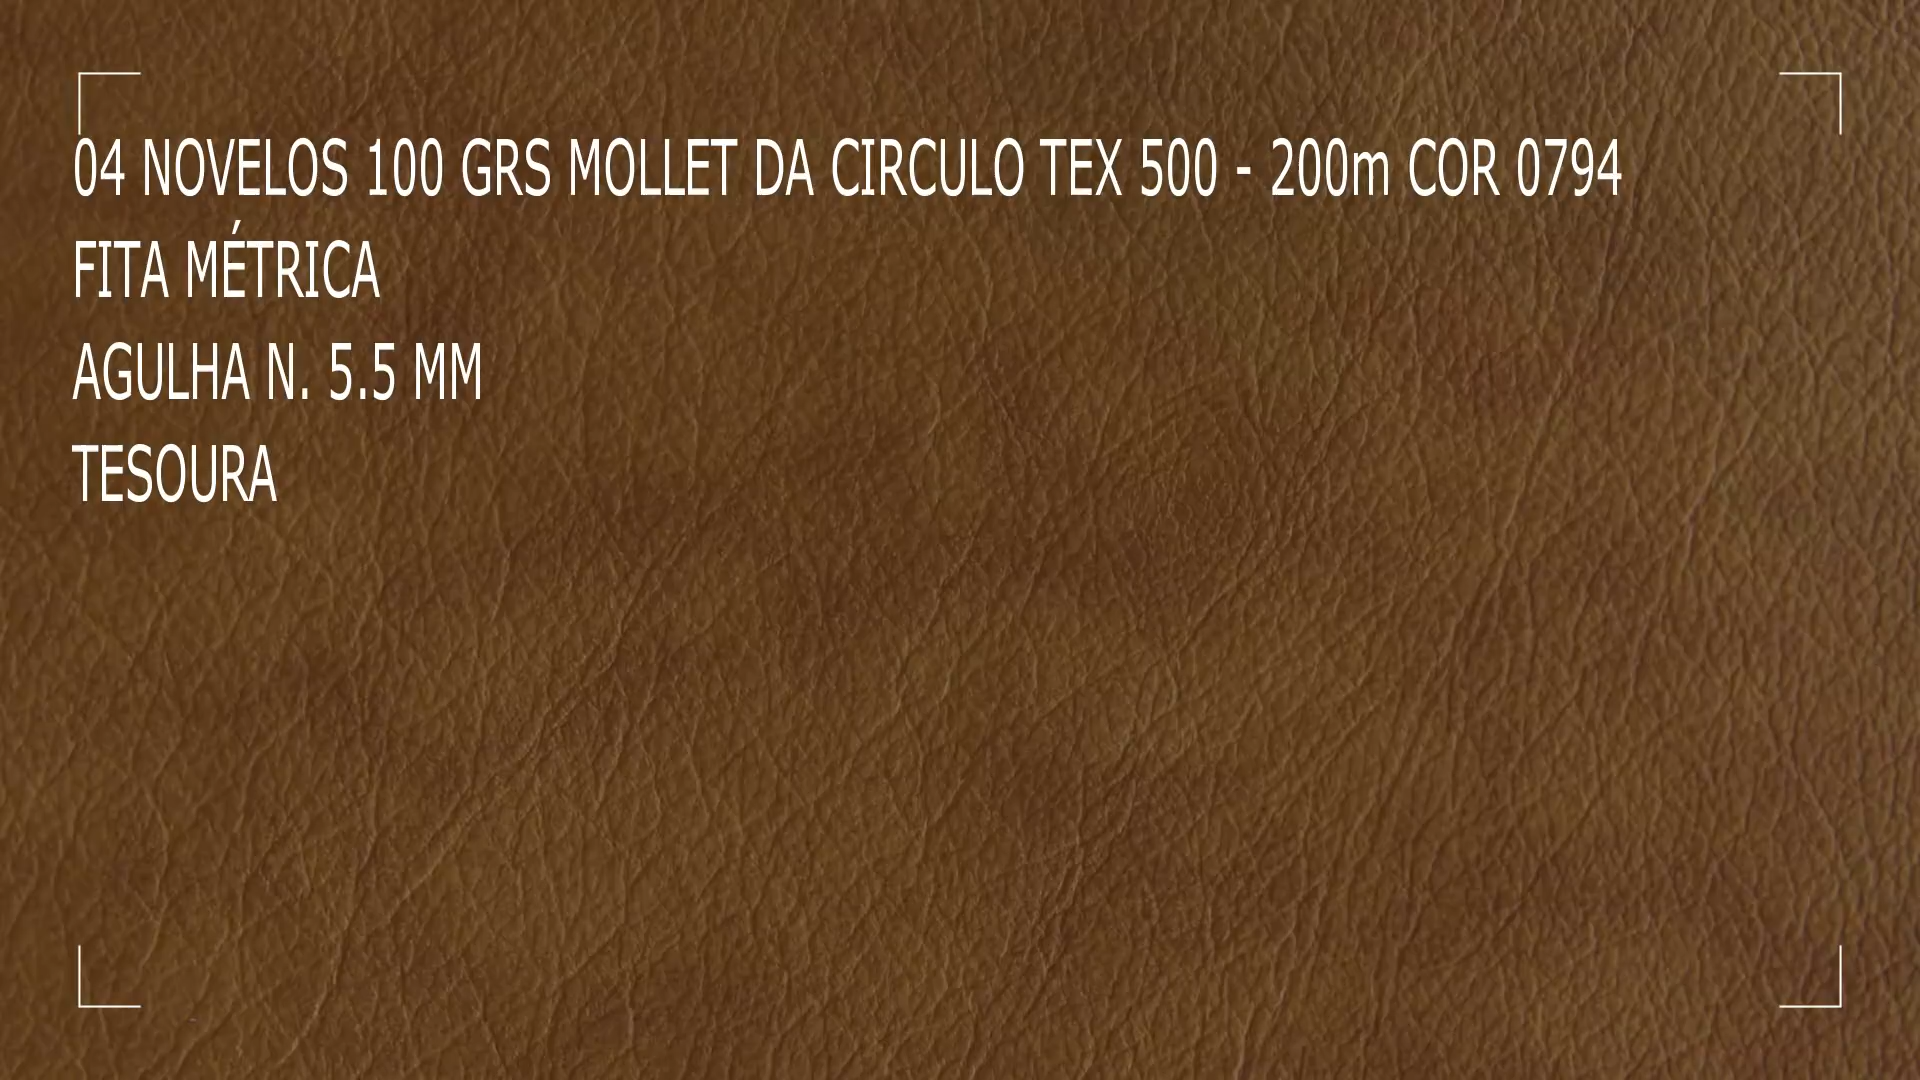 04 NOVELOS 100 GRS MOLLET DA CIRCULO TEX 500 - 200m COR 0794
FITA MÉTRICA
AGULHA N. 5.5 MM
TESOURA